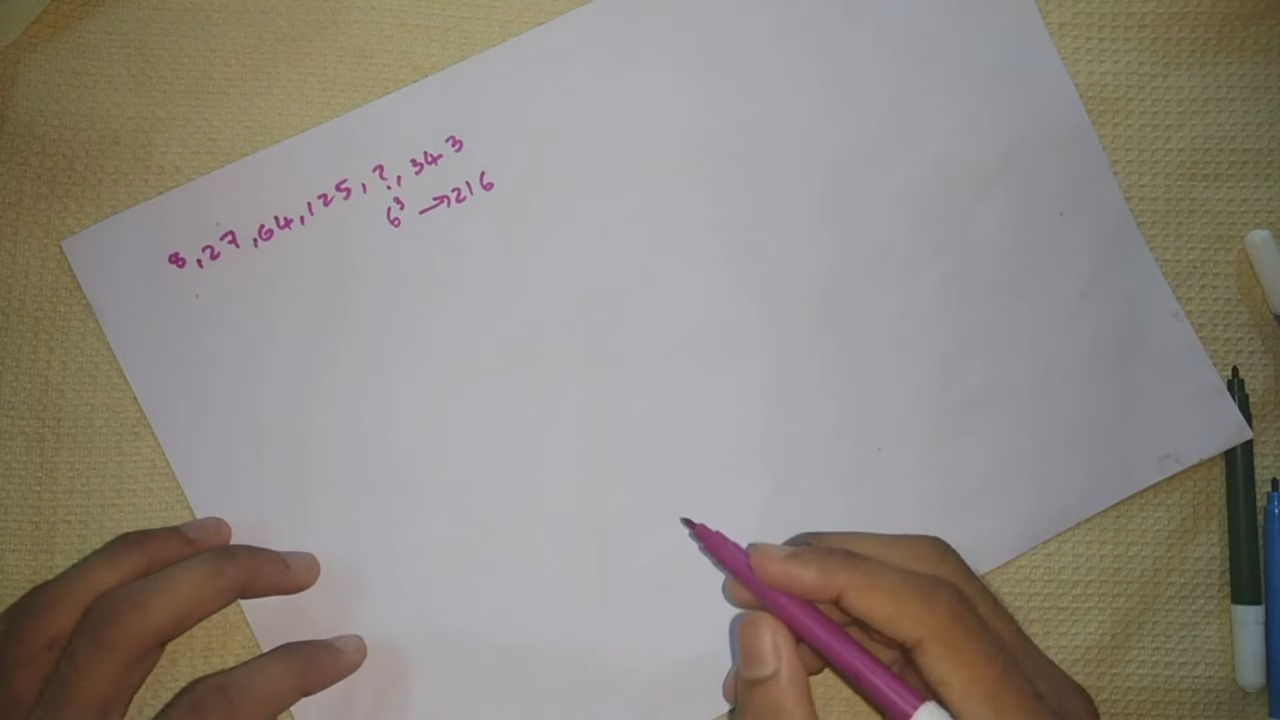 8, 27, 64, 125, ?, 343
6³ → 216